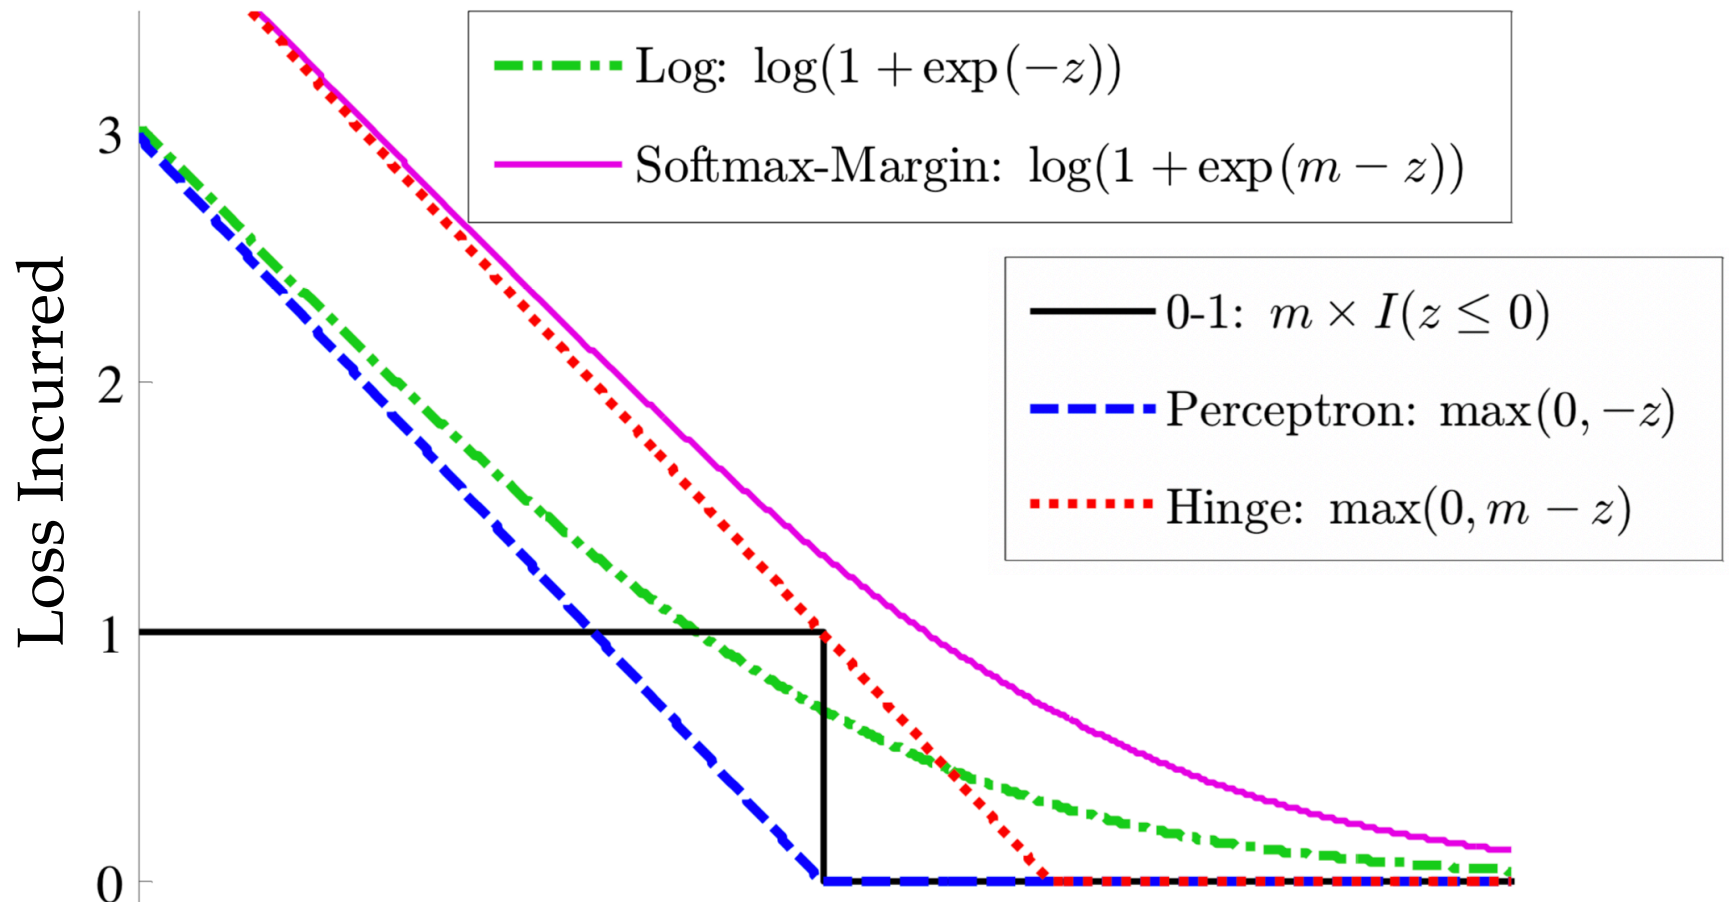 Log: log(1 + exp(−z))
Softmax-Margin: log(1 + exp(m − z))
0-1: m × I(z ≤ 0)
Perceptron: max(0, −z)
Hinge: max(0, m − z)
Loss Incurred
3
2
1
0